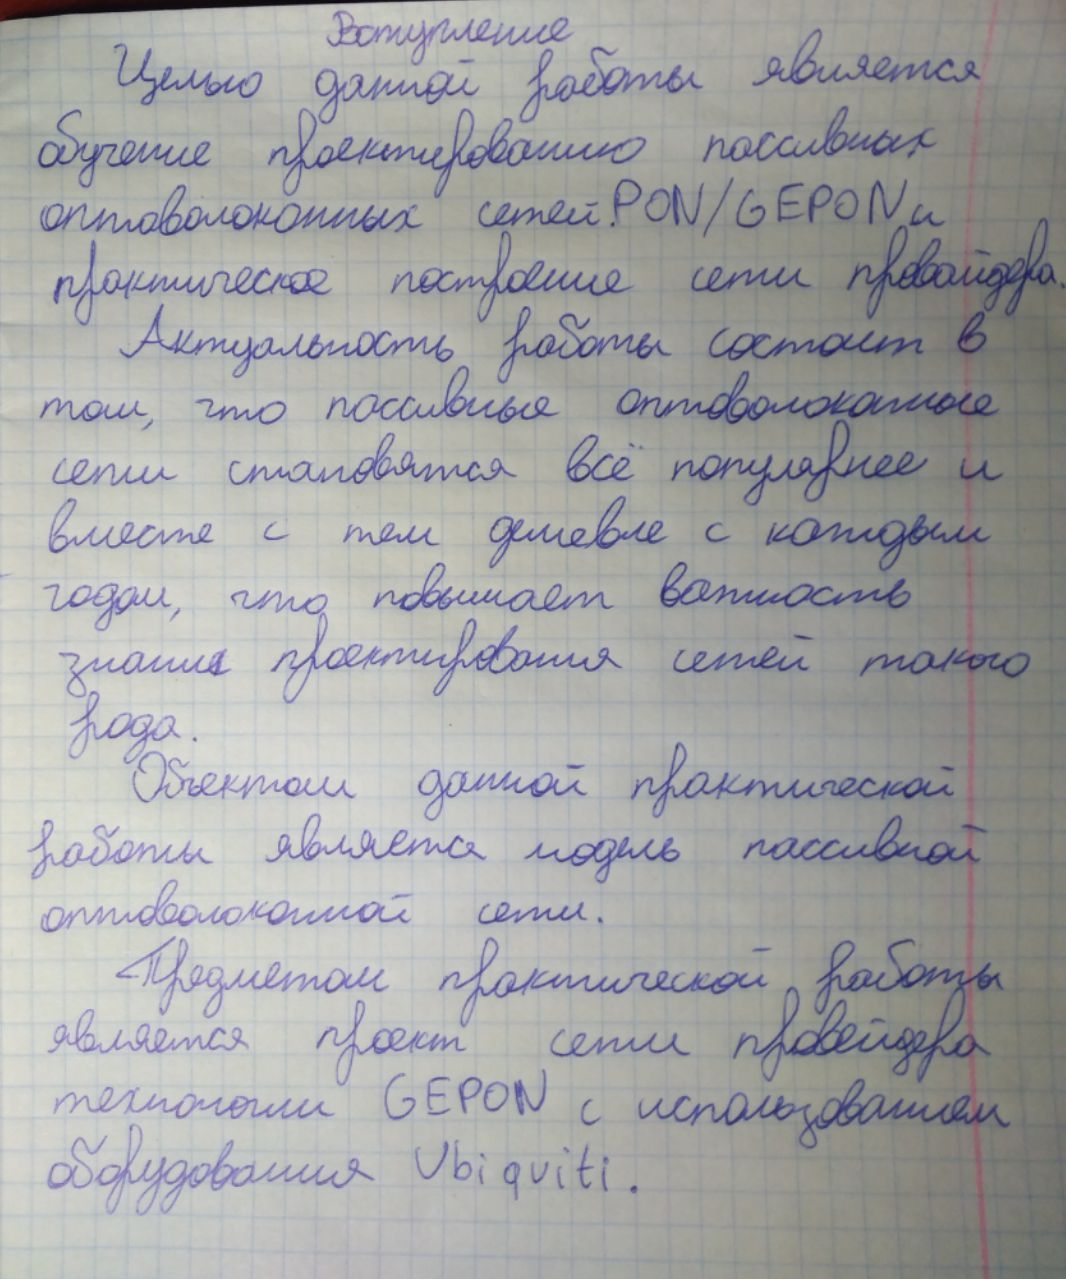 Вступление
Целью данной работы является
обучение проектированию пассивных
оптоволоконных сетей PON/GEPON и
практическое построение сети провайдера.
Актуальность работы состоит в
том, что пассивные оптоволоконные
сети становятся всё популярнее и
вместе с тем дешевле с каждым
годом, что повышает важность
знания проектирования сетей такого
рода.
Объектом данной практической
работы является модель пассивной
оптоволоконной сети.
Предметом практической работы
является проект сети провейдера
технологии GEPON с использованием
оборудования Ubiquiti.